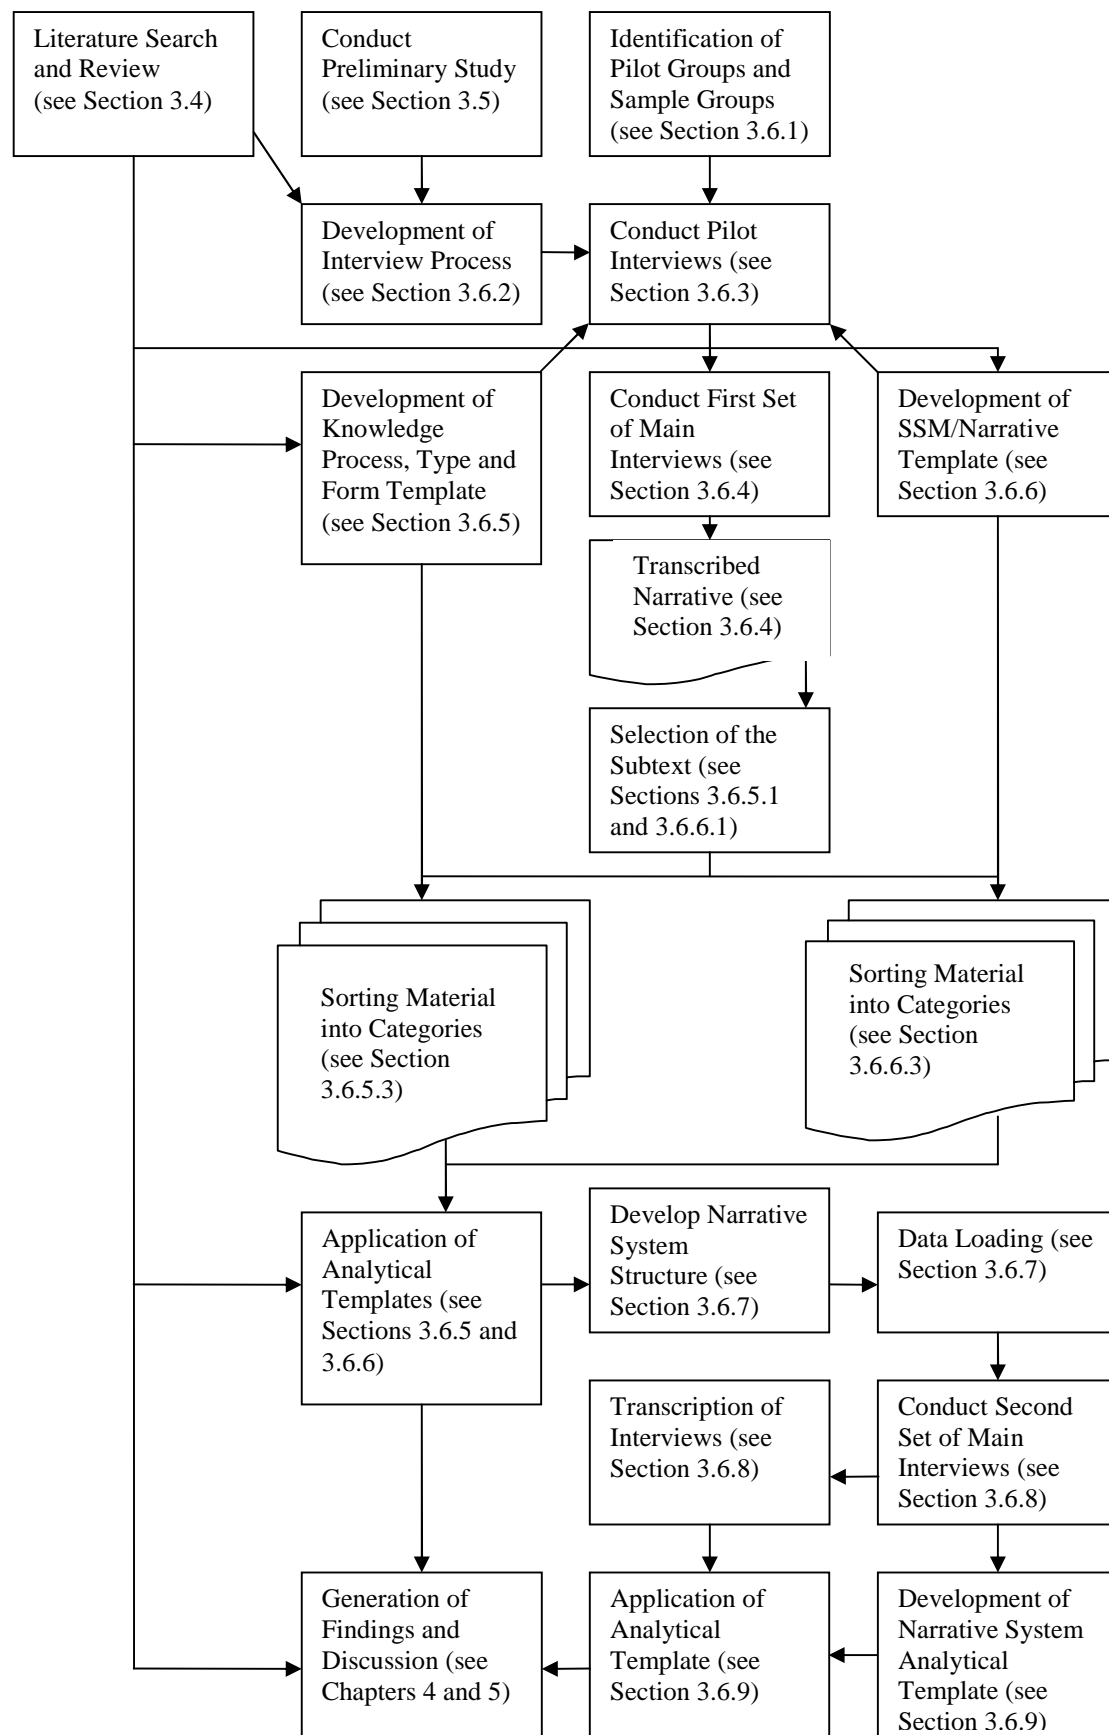 Literature Search
and Review
(see Section 3.4)
Conduct
Preliminary Study
(see Section 3.5)
Identification of
Pilot Groups and
Sample Groups
(see Section 3.6.1)
Development of
Interview Process
(see Section 3.6.2)
Conduct Pilot
Interviews (see
Section 3.6.3)
Development of
Knowledge
Process, Type and
Form Template
(see Section 3.6.5)
Conduct First Set
of Main
Interviews (see
Section 3.6.4)
Development of
SSM/Narrative
Template (see
Section 3.6.6)
Transcribed
Narrative (see
Section 3.6.4)
Selection of the
Subtext (see
Sections 3.6.5.1
and 3.6.6.1)
Sorting Material
into Categories
(see Section
3.6.5.3)
Sorting Material
into Categories
(see Section
3.6.6.3)
Application of
Analytical
Templates (see
Sections 3.6.5 and
3.6.6)
Develop Narrative
System
Structure (see
Section 3.6.7)
Data Loading (see
Section 3.6.7)
Transcription of
Interviews (see
Section 3.6.8)
Conduct Second
Set of Main
Interviews (see
Section 3.6.8)
Generation of
Findings and
Discussion (see
Chapters 4 and 5)
Application of
Analytical
Template (see
Section 3.6.9)
Development of
Narrative System
Analytical
Template (see
Section 3.6.9)